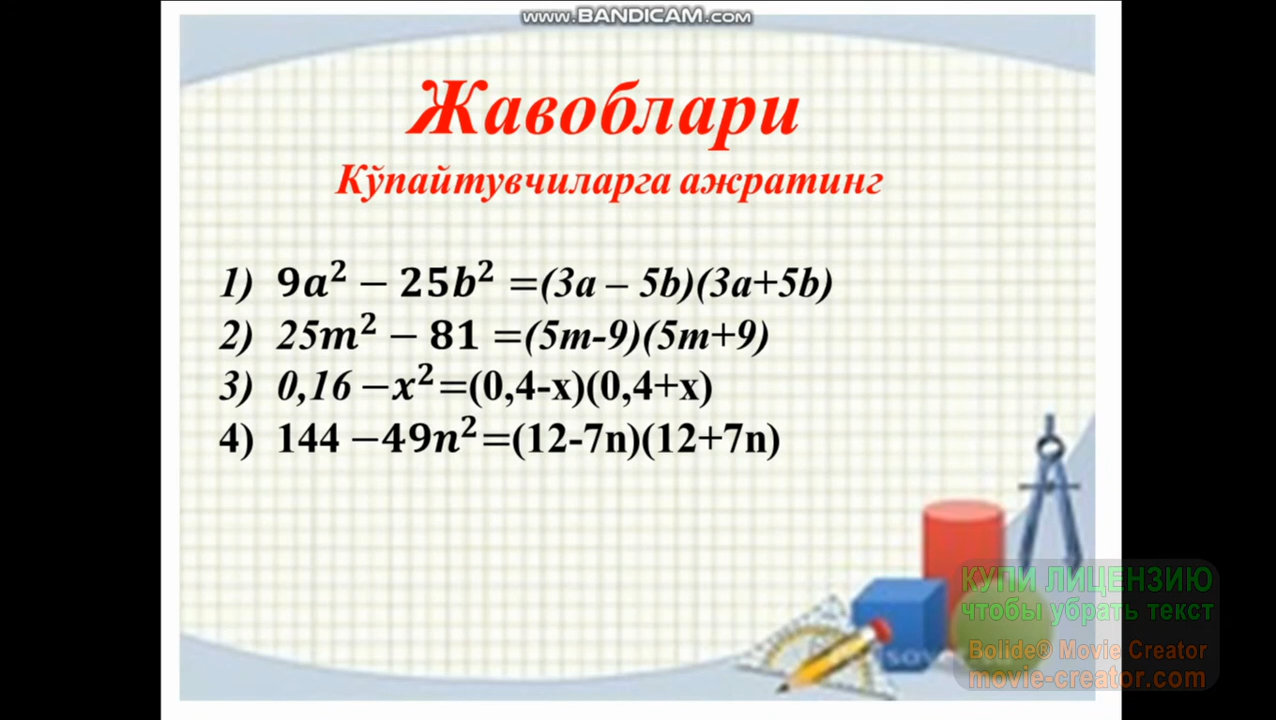 www.BANDICAM.com
Жавоблари
Кўпайтувчиларга ажратинг
1) 9a² − 25b² =(3a – 5b)(3a+5b)
2) 25m² − 81 =(5m-9)(5m+9)
3) 0,16 −x²=(0,4-x)(0,4+x)
4) 144 −49n²=(12-7n)(12+7n)
КУПИ ЛИЦЕНЗИЮ
чтобы убрать текст
Bolide® Movie Creator
movie-creator.com